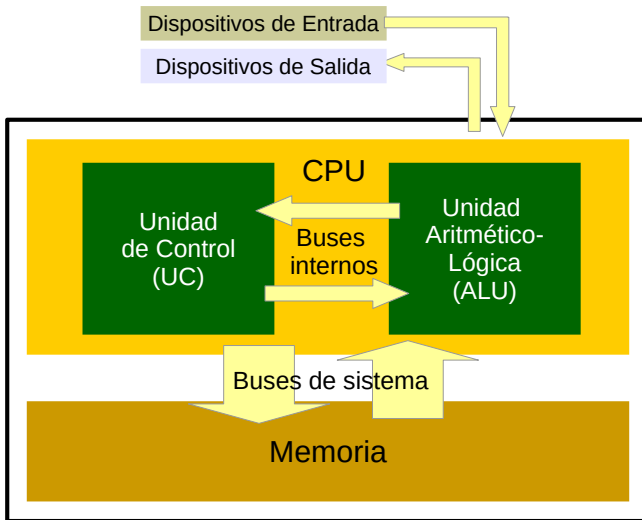 Dispositivos de Entrada
Dispositivos de Salida
CPU
Unidad
de Control
(UC)
Buses
internos
Unidad
Aritmético-
Lógica
(ALU)
Buses de sistema
Memoria